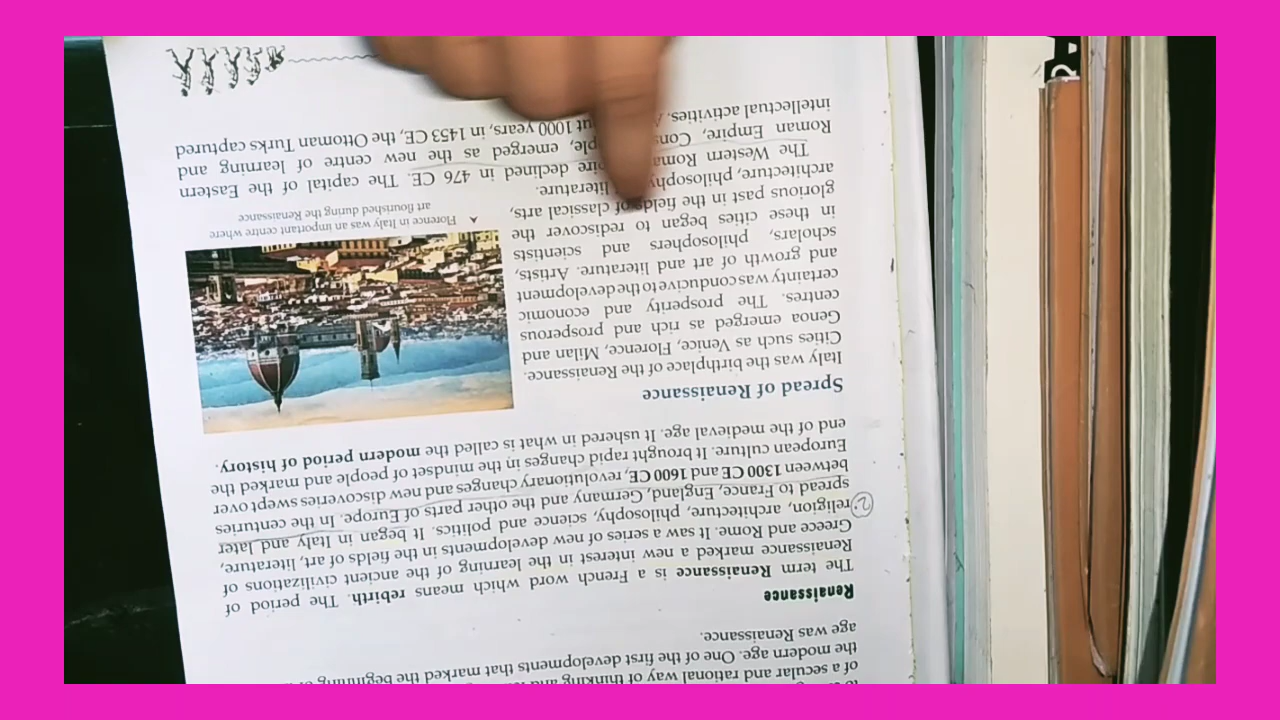 of a secular and rational way of thinking and
the modern age. One of the first developments that marked the beginning of
age was Renaissance.
Renaissance
The term Renaissance is a French word which means rebirth. The period of
Renaissance marked a new interest in the learning of the ancient civilizations of
Greece and Rome. It saw a series of new developments in the fields of art, literature,
religion, architecture, philosophy, science and politics. It began in Italy and later
spread to France, England, Germany and the other parts of Europe. In the centuries
between 1300 CE and 1600 CE, revolutionary changes and new discoveries swept over
European culture. It brought rapid changes in the mindset of people and marked the
end of the medieval age. It ushered in what is called the modern period of history.
2.
Spread of Renaissance
Italy was the birthplace of the Renaissance.
Cities such as Venice, Florence, Milan and
Genoa emerged as rich and prosperous
centres. The prosperity and economic
certainty was conducive to the development
and growth of art and literature. Artists,
scholars, philosophers and scientists
in these cities began to rediscover the
glorious past in the fields of classical arts,
architecture, philosophy literature.
Florence in Italy was an important centre where
art flourished during the Renaissance
The Western Roman declined in 476 CE. The capital of the Eastern
Roman Empire, emerged as the new centre of learning and
intellectual activities. 1000 years, in 1453 CE, the Ottoman Turks captured